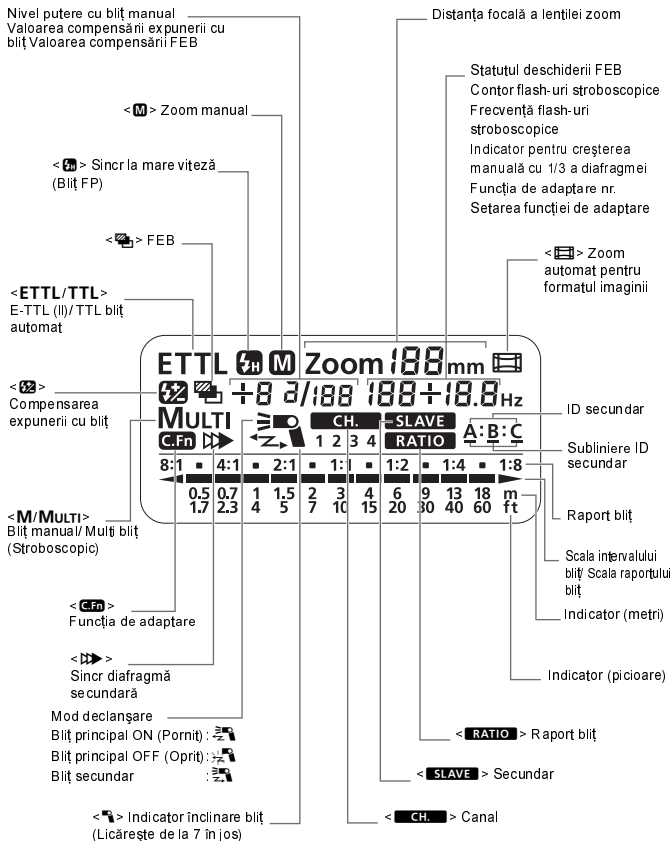 Nivel putere cu bliț manual
Valoarea compensării expunerii cu
bliț Valoarea compensării FEB
Distanța focală a lentilei zoom
Statutul deschiderii FEB
Contor flash-uri stroboscopice
Frecvență flash-uri
stroboscopice
Indicator pentru creșterea
manuală cu 1/3 a diafragmei
Funcția de adaptare nr.
Setarea funcției de adaptare
<M> Zoom manual
<H> Sincr la mare viteză
(Bliț FP)
< > FEB
< > Zoom
automat pentru
formatul imaginii
<ETTL/TTL>
E-TTL (II)/ TTL bliț
automat
ETTL H M Zoom 188 mm
÷8 a/188 188÷18.8 Hz
< >
Compensarea
expunerii cu bliț
MULTI CH. SLAVE
C.Fn 1 2 3 4 RATIO A:B:C
ID secundar
Subliniere ID
secundar
8:1 ▪ 4:1 ▪ 2:1 ▪ 1:1 ▪ 1:2 ▪ 1:4 ▪ 1:8
0.5 0.7 1 1.5 2 3 4 6 9 13 18 m
1.7 2.3 4 5 7 10 15 20 30 40 60 ft
Raport bliț
<M/MULTI>
Bliț manual/ Multi bliț
(Stroboscopic)
Scala intervalului
bliț/ Scala raportului
bliț
Indicator (metri)
<C.Fn>
Funcția de adaptare
< >
Sincr diafragmă
secundară
Indicator (picioare)
Mod declanșare
Bliț principal ON (Pornit) :
Bliț principal OFF (Oprit) :
Bliț secundar :
<RATIO> Raport bliț
<SLAVE> Secundar
< > Indicator înclinare bliț
(Licărește de la 7 în jos)
<CH.> Canal